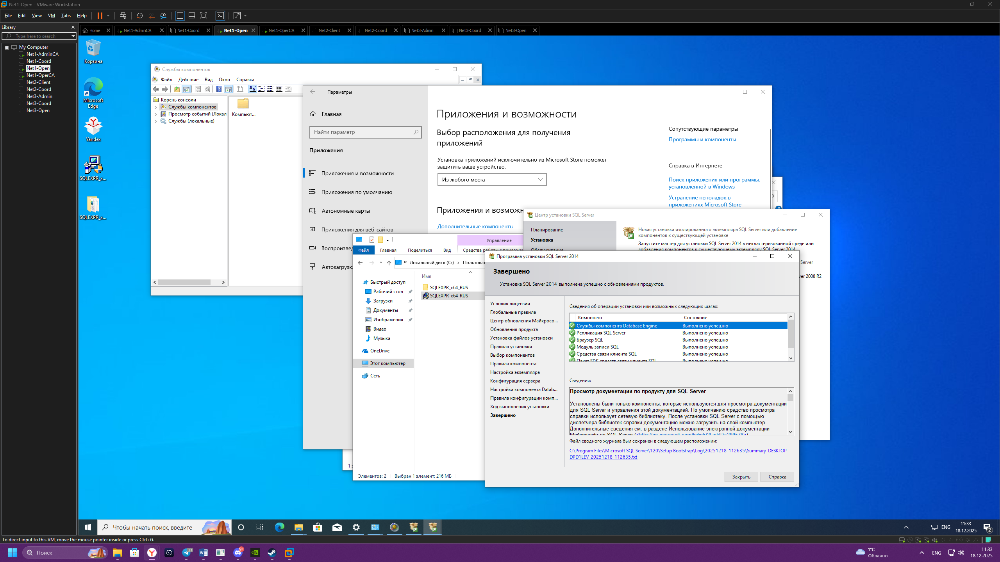 Net1-Open - VMware Workstation
File Edit View VM Tabs Help
Library
Type here to search
My Computer
Net1-AdminCA
Net1-Coord
Net1-Open
Net1-OperCA
Net2-Client
Net2-Coord
Net3-Admin
Net3-Coord
Net3-Open
Home Net1-AdminCA Net1-Coord Net1-Open Net1-OperCA Net2-Client Net2-Coord Net3-Admin Net3-Coord Net3-Open
Корзина
Microsoft
Edge
Yandex
SQLEXPR_x...
SQLEXPR_x...
Службы компонентов
Файл Действие Вид Окно Справка
Корень консоли
Службы компонентов
Просмотр событий (Локал
Службы (локальные)
Компьют...
Параметры
Главная
Найти параметр
Приложения
Приложения и возможности
Приложения по умолчанию
Автономные карты
Приложения для веб-сайтов
Воспроизвед
Автозагрузка
Приложения и возможности
Выбор расположения для получения
приложений
Установка приложений исключительно из Microsoft Store поможет
защитить ваше устройство.
Из любого места
Приложения и возможности
Дополнительные компоненты
Сопутствующие параметры
Программы и компоненты
Справка в Интернете
Поиск приложения или программы,
установленной в Windows
Устранение неполадок в
приложениях Microsoft Store
Центр установки SQL Server
Планирование
Установка
Обслуживание
Новая установка изолированного экземпляра SQL Server или добавление
компонентов к существующей установке
Запустите мастер для установки SQL Server 2014 в некластеризованной среде или
добавления компонентов к существующему экземпляру SQL Server 2014.
Server
ver 2008 R2
Управление
Файл Главная Поделиться Вид Средства работы с приложен
Локальный диск (C:) Пользоват
Имя
SQLEXPR_x64_RUS
SQLEXPR_x64_RUS
Быстрый доступ
Рабочий стол
Загрузки
Документы
Изображения
Видео
Музыка
OneDrive
Этот компьютер
Сеть
Элементов: 2 Выбран 1 элемент: 216 МБ
Программа установки SQL Server 2014
Завершено
Установка SQL Server 2014 выполнена успешно с обновлениями продуктов.
Условия лицензии
Глобальные правила
Центр обновления Майкросо...
Обновления продукта
Установка файлов установки
Правила установки
Выбор компонентов
Правила компонента
Настройка экземпляра
Конфигурация сервера
Настройка компонента Datab...
Правила конфигурации комп...
Ход выполнения установки
Завершено
Сведения об операции установки или возможных следующих шагах:
Компонент Состояние
Службы компонента Database Engine Выполнено успешно
Репликация SQL Server Выполнено успешно
Браузер SQL Выполнено успешно
Модуль записи SQL Выполнено успешно
Средства связи клиента SQL Выполнено успешно
Пакет SDK средств связи клиента SQL Выполнено успешно
Сведения:
Просмотр документации по продукту для SQL Server
Установлены были только компоненты, которые используются для просмотра документации
для SQL Server и управления этой документацией. По умолчанию средство просмотра
справки использует сетевую библиотеку. После установки SQL Server с помощью
диспетчера библиотек справки документацию можно загрузить на свой компьютер.
Дополнительные сведения см. в разделе Использование электронной документации
Майкрософт по SQL Server (<http://go.microsoft.com/fwlink/?LinkID=299578>).
Файл сводного журнала был сохранен в следующем расположении:
C:\Program Files\Microsoft SQL Server\120\Setup Bootstrap\Log\20251218_112635\Summary_DESKTOP-
DPD1LEV_20251218_112635.txt
Закрыть Справка
Чтобы начать поиск, введите
ENG
11:33
18.12.2025
2
To direct input to this VM, move the mouse pointer inside or press Ctrl+G.
Поиск
31
9+
1°C
Облачно
ENG
11:33
18.12.2025